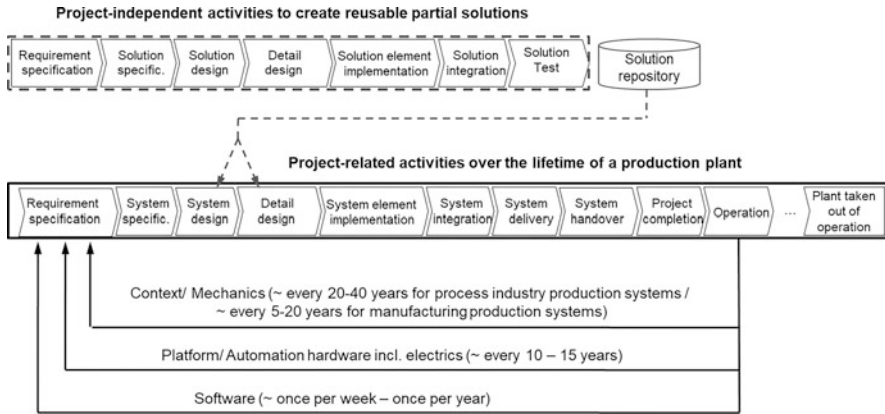 Project-independent activities to create reusable partial solutions
Requirement
specification
Solution
specific.
Solution
design
Detail
design
Solution element
implementation
Solution
integration
Solution
Test
Solution
repository
Project-related activities over the lifetime of a production plant
Requirement
specification
System
specific.
System
design
Detail
design
System element
implementation
System
integration
System
delivery
System
handover
Project
completion
Operation
...
Plant taken
out of
operation
Context/ Mechanics (~ every 20-40 years for process industry production systems /
~ every 5-20 years for manufacturing production systems)
Platform/ Automation hardware incl. electrics (~ every 10 – 15 years)
Software (~ once per week – once per year)